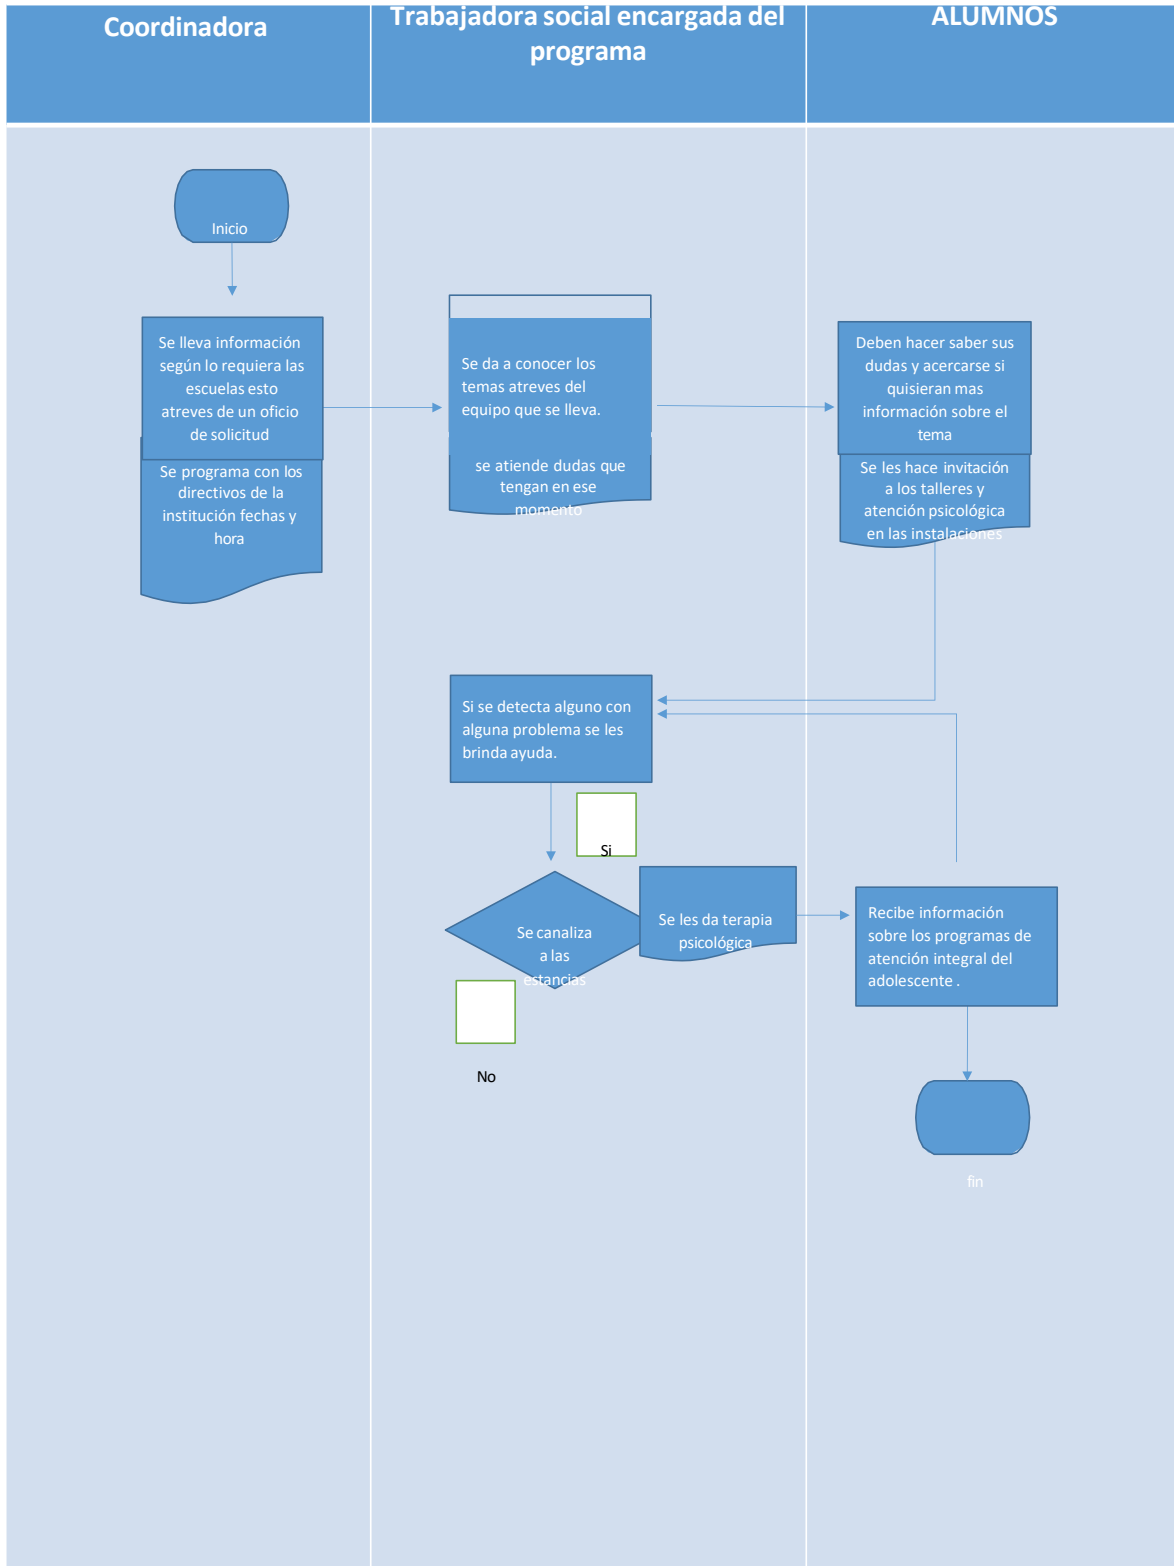 Coordinadora
Trabajadora social encargada del
programa
ALUMNOS
Inicio
Se lleva información
según lo requiera las
escuelas esto
atreves de un oficio
de solicitud
Se programa con los
directivos de la
institución fechas y
hora
Se da a conocer los
temas atreves del
equipo que se lleva.
se atiende dudas que
tengan en ese
momento
Deben hacer saber sus
dudas y acercarse si
quisieran mas
información sobre el
tema
Se les hace invitación
a los talleres y
atención psicológica
en las instalaciones
Si se detecta alguno con
alguna problema se les
brinda ayuda.
Si
Se canaliza
a las
estancias
Se les da terapia
psicológica
Recibe información
sobre los programas de
atención integral del
adolescente .
No
fin